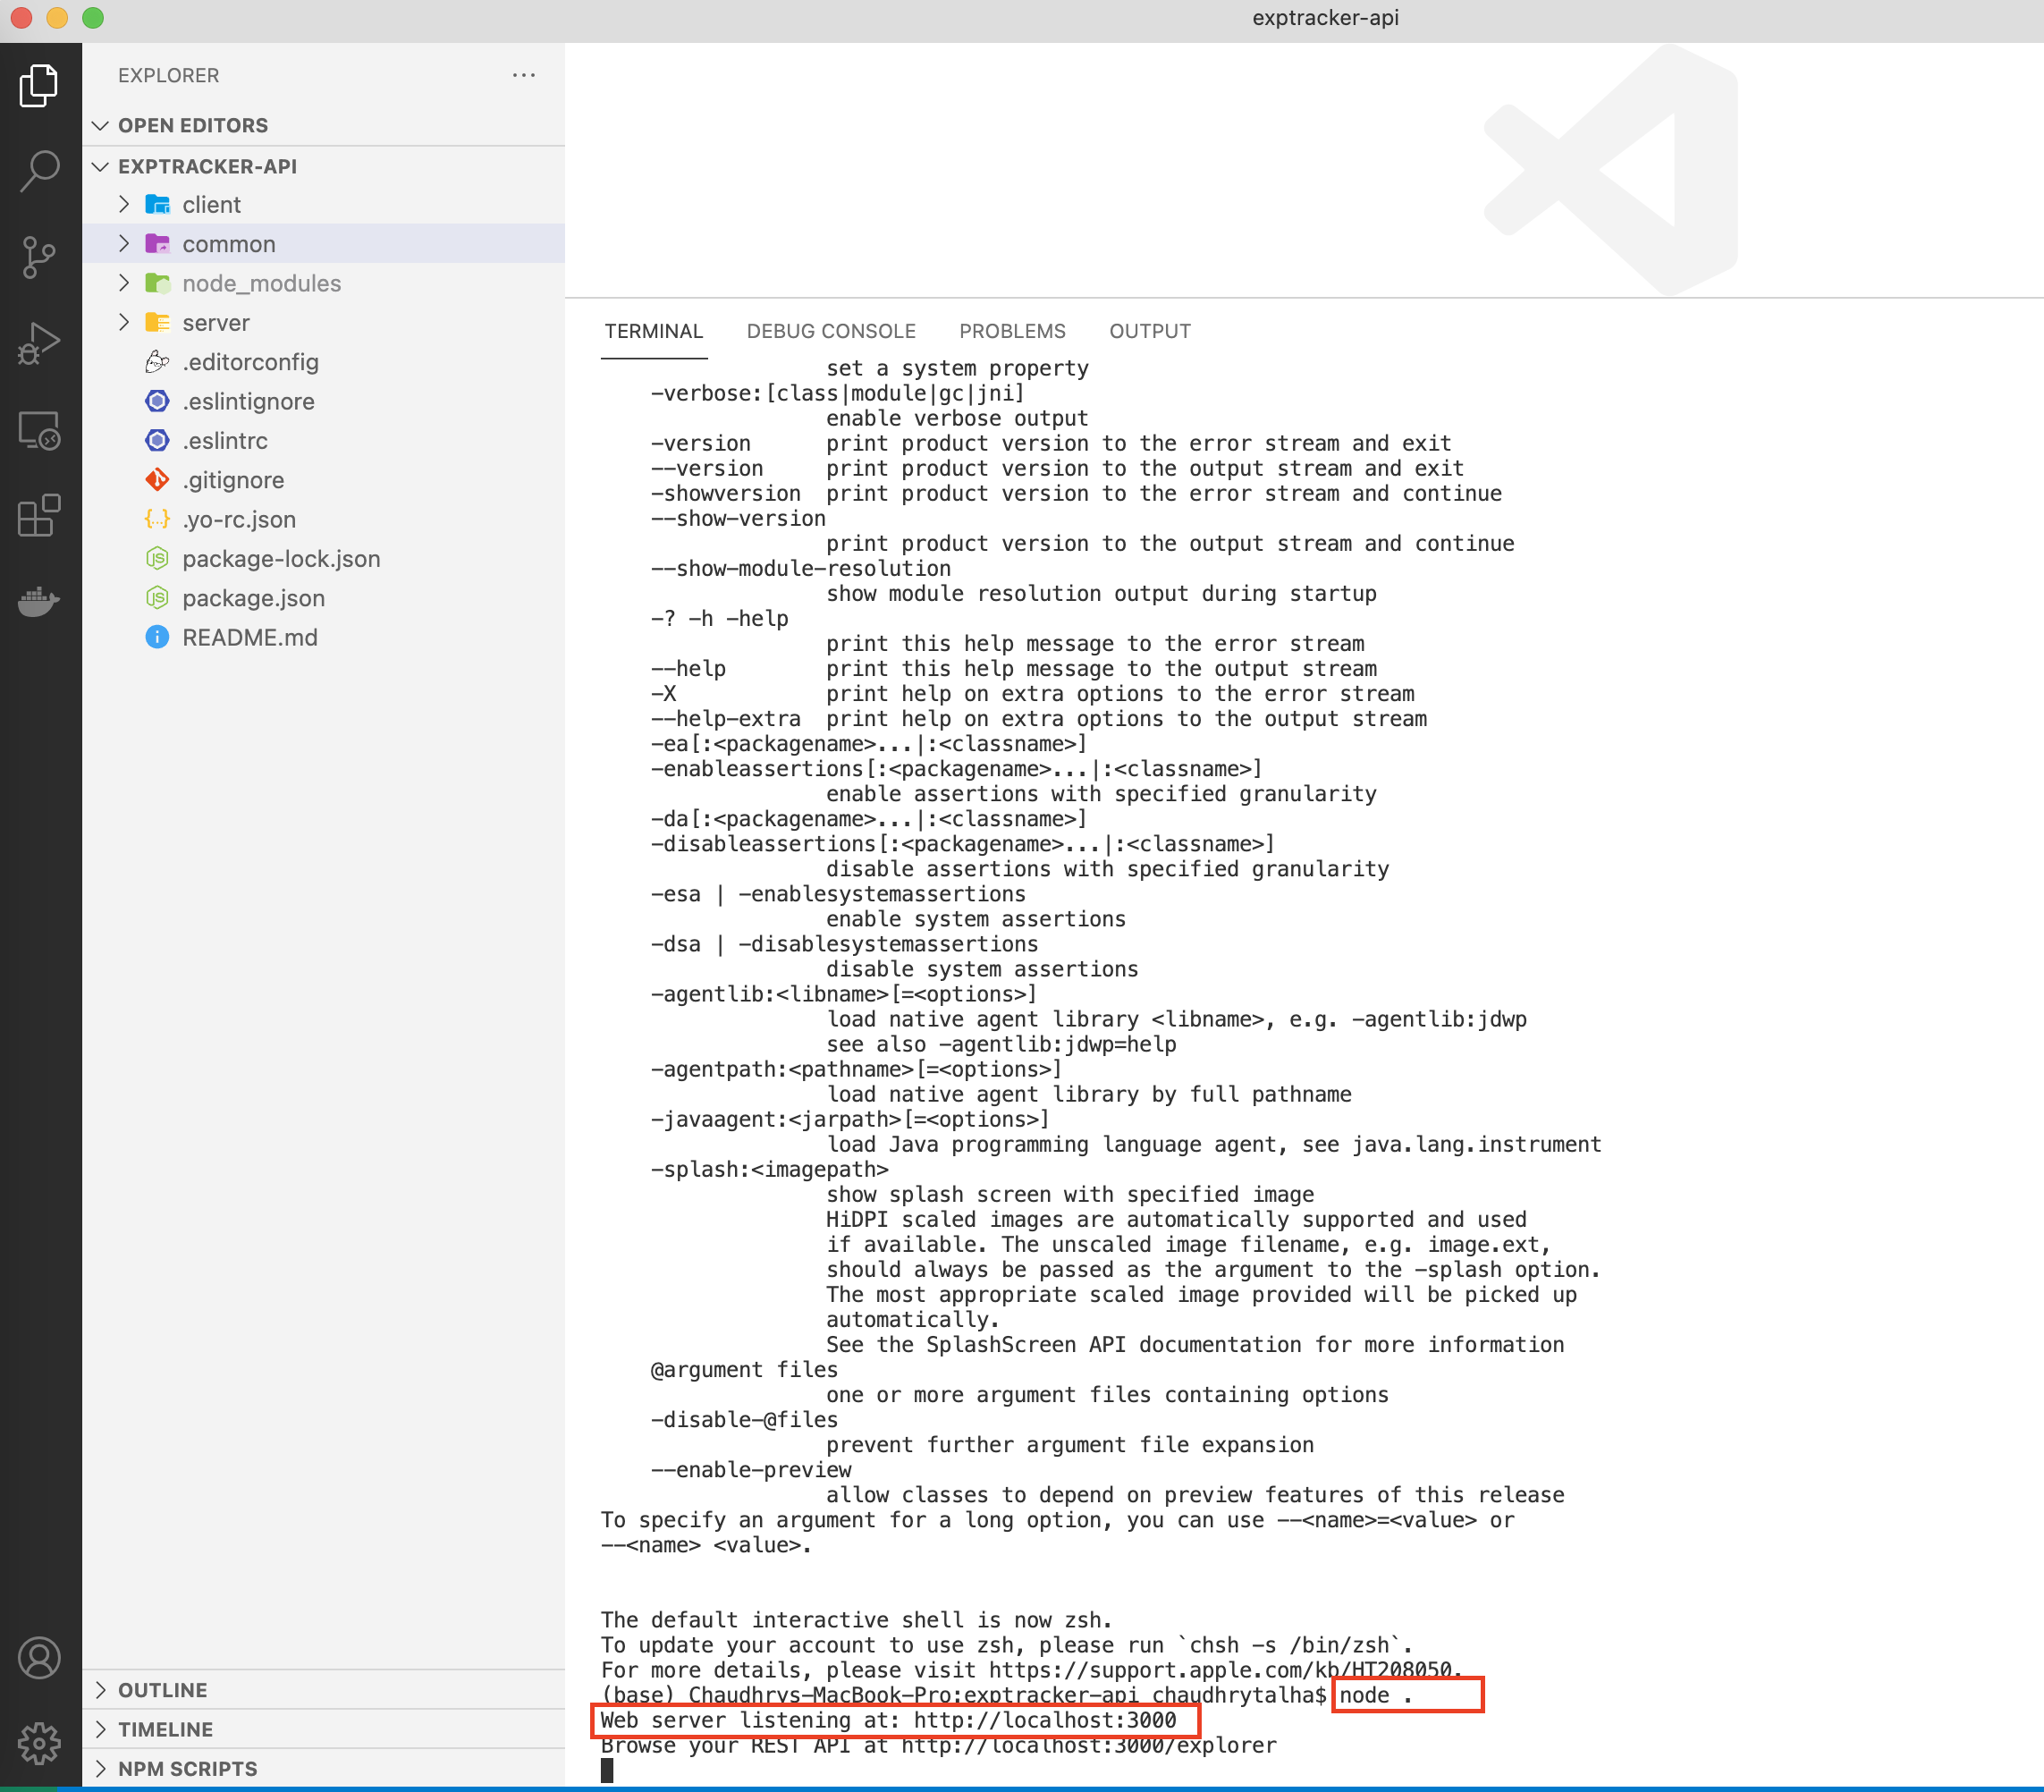 exptracker-api
EXPLORER
OPEN EDITORS
EXPTRACKER-API
client
common
node_modules
server
.editorconfig
.eslintignore
.eslintrc
.gitignore
.yo-rc.json
package-lock.json
package.json
README.md
OUTLINE
TIMELINE
NPM SCRIPTS
TERMINAL DEBUG CONSOLE PROBLEMS OUTPUT
set a system property
-verbose:[class|module|gc|jni]
enable verbose output
-version print product version to the error stream and exit
--version print product version to the output stream and exit
-showversion print product version to the error stream and continue
--show-version
print product version to the output stream and continue
--show-module-resolution
show module resolution output during startup
-? -h -help
print this help message to the error stream
--help print this help message to the output stream
-X print help on extra options to the error stream
--help-extra print help on extra options to the output stream
-ea[:<packagename>...|:<classname>]
-enableassertions[:<packagename>...|:<classname>]
enable assertions with specified granularity
-da[:<packagename>...|:<classname>]
-disableassertions[:<packagename>...|:<classname>]
disable assertions with specified granularity
-esa | -enablesystemassertions
enable system assertions
-dsa | -disablesystemassertions
disable system assertions
-agentlib:<libname>[=<options>]
load native agent library <libname>, e.g. -agentlib:jdwp
see also -agentlib:jdwp=help
-agentpath:<pathname>[=<options>]
load native agent library by full pathname
-javaagent:<jarpath>[=<options>]
load Java programming language agent, see java.lang.instrument
-splash:<imagepath>
show splash screen with specified image
HiDPI scaled images are automatically supported and used
if available. The unscaled image filename, e.g. image.ext,
should always be passed as the argument to the -splash option.
The most appropriate scaled image provided will be picked up
automatically.
See the SplashScreen API documentation for more information
@argument files
one or more argument files containing options
-disable-@files
prevent further argument file expansion
--enable-preview
allow classes to depend on preview features of this release
To specify an argument for a long option, you can use --<name>=<value> or
--<name> <value>.
The default interactive shell is now zsh.
To update your account to use zsh, please run `chsh -s /bin/zsh`.
For more details, please visit https://support.apple.com/kb/HT208050.
(base) Chaudhrys-MacBook-Pro:exptracker-api chaudhrytalha$ node .
Web server listening at: http://localhost:3000
Browse your REST API at http://localhost:3000/explorer